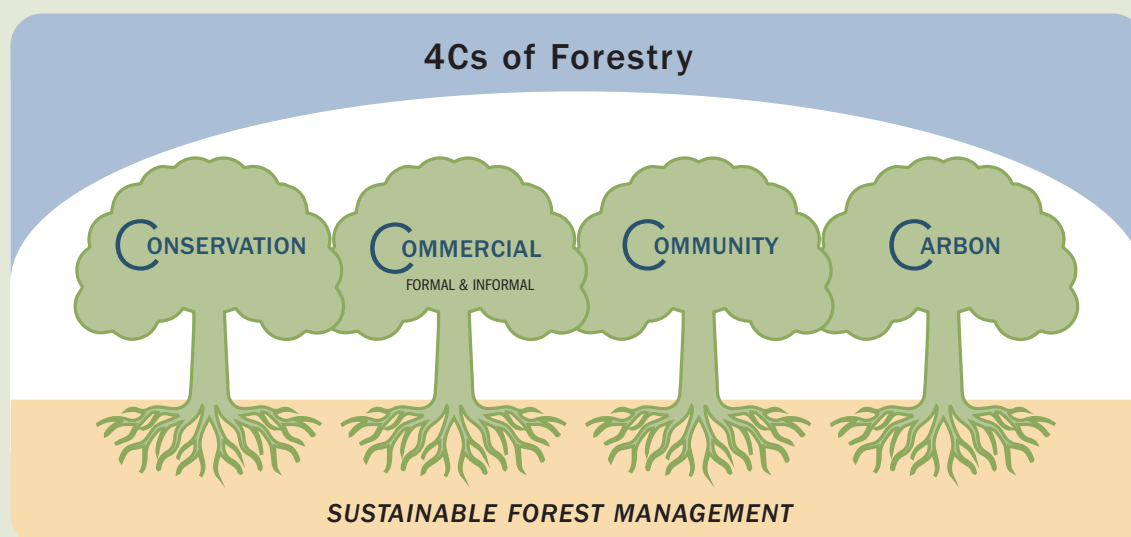 4Cs of Forestry
CONSERVATION
COMMERCIAL
FORMAL & INFORMAL
COMMUNITY
CARBON
SUSTAINABLE FOREST MANAGEMENT